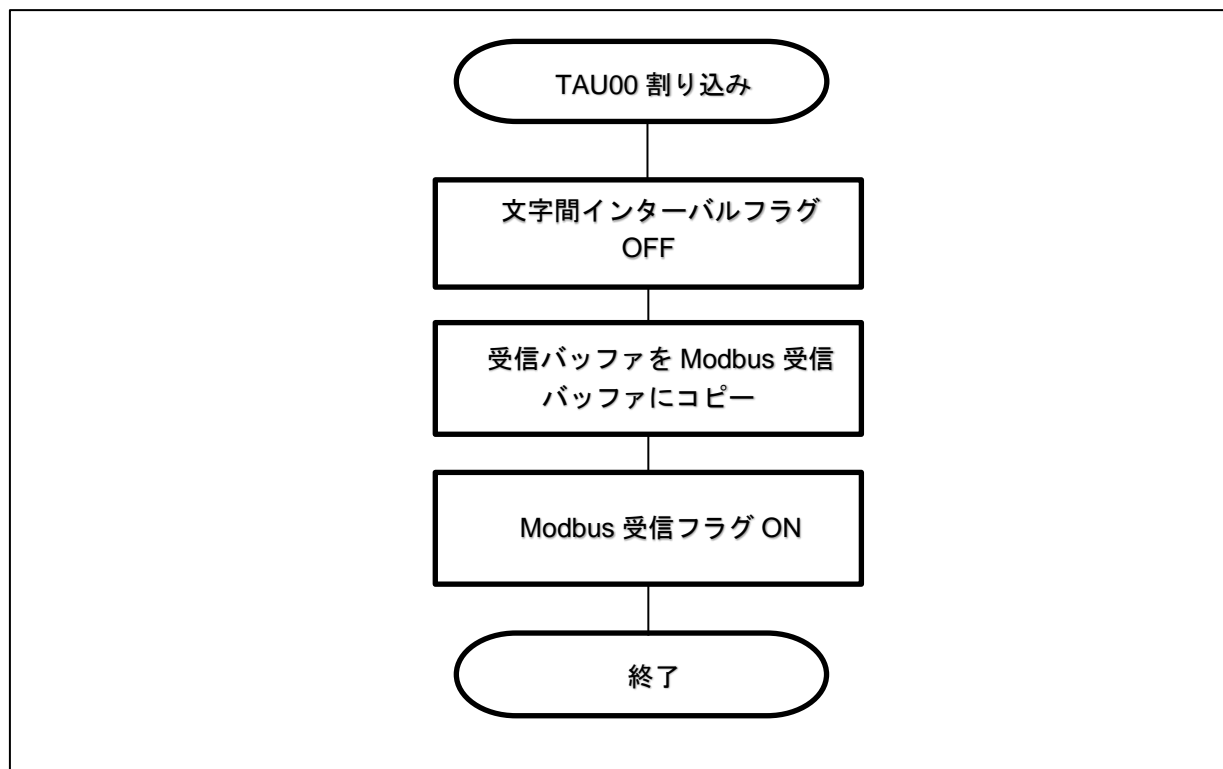 TAU00 割り込み
文字間インターバルフラグ
OFF
受信バッファを Modbus 受信
バッファにコピー
Modbus 受信フラグ ON
終了